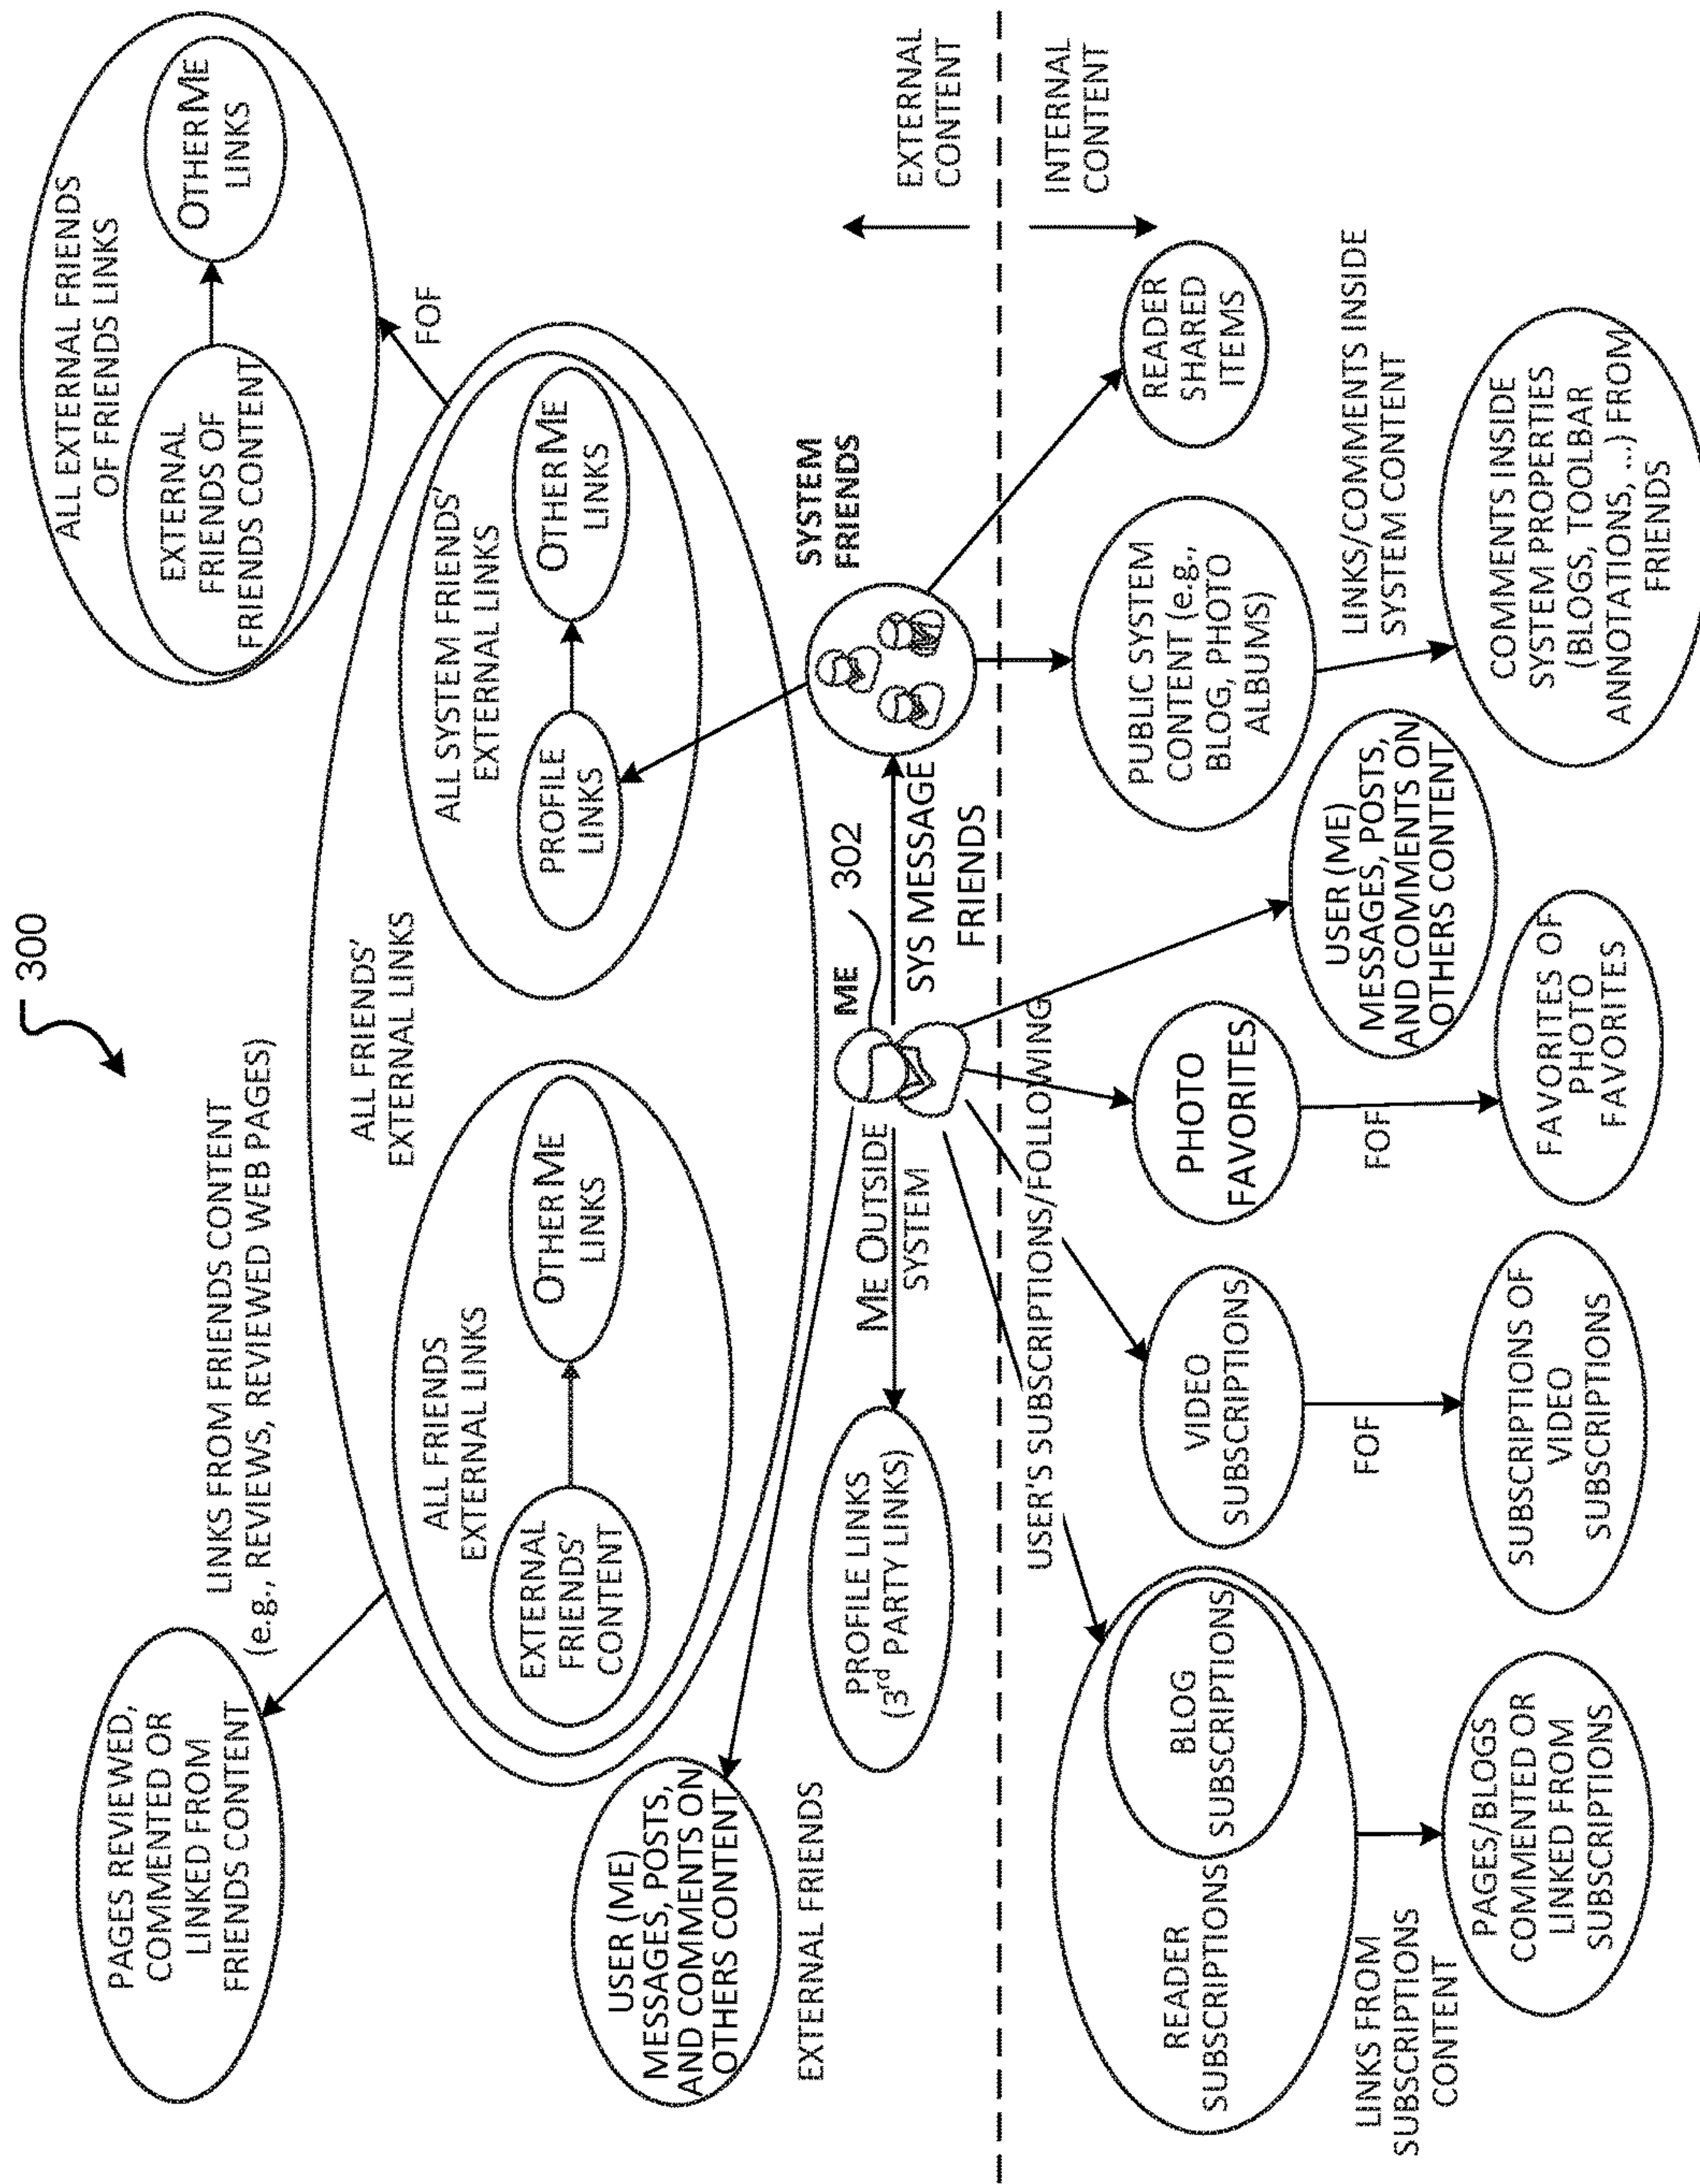 300
LINKS FROM FRIENDS CONTENT
(e.g., REVIEWS, REVIEWED WEB PAGES)
PAGES REVIEWED,
COMMENTED OR
LINKED FROM
FRIENDS CONTENT
ALL EXTERNAL FRIENDS
OF FRIENDS LINKS
EXTERNAL
FRIENDS OF
FRIENDS CONTENT
OTHER ME
LINKS
FOF
ALL FRIENDS'
EXTERNAL LINKS
ALL FRIENDS
EXTERNAL LINKS
EXTERNAL
FRIENDS'
CONTENT
OTHER ME
LINKS
ALL SYSTEM FRIENDS'
EXTERNAL LINKS
PROFILE
LINKS
OTHER ME
LINKS
USER (ME)
MESSAGES, POSTS,
AND COMMENTS ON
OTHERS CONTENT
EXTERNAL FRIENDS
PROFILE LINKS
(3rd PARTY LINKS)
ME OUTSIDE
SYSTEM
ME
302
SYS MESSAGE
FRIENDS
SYSTEM
FRIENDS
EXTERNAL
CONTENT
INTERNAL
CONTENT
USER'S SUBSCRIPTIONS/FOLLOWING
READER
SUBSCRIPTIONS
BLOG
SUBSCRIPTIONS
VIDEO
SUBSCRIPTIONS
PHOTO
FAVORITES
USER (ME)
MESSAGES, POSTS,
AND COMMENTS ON
OTHERS CONTENT
PUBLIC SYSTEM
CONTENT (e.g.,
BLOG, PHOTO
ALBUMS)
READER
SHARED
ITEMS
LINKS FROM
SUBSCRIPTIONS
CONTENT
FOF
FOF
LINKS/COMMENTS INSIDE
SYSTEM CONTENT
PAGES/BLOGS
COMMENTED OR
LINKED FROM
SUBSCRIPTIONS
SUBSCRIPTIONS OF
VIDEO
SUBSCRIPTIONS
FAVORITES OF
PHOTO
FAVORITES
COMMENTS INSIDE
SYSTEM PROPERTIES
(BLOGS, TOOLBAR
ANNOTATIONS, ...) FROM
FRIENDS